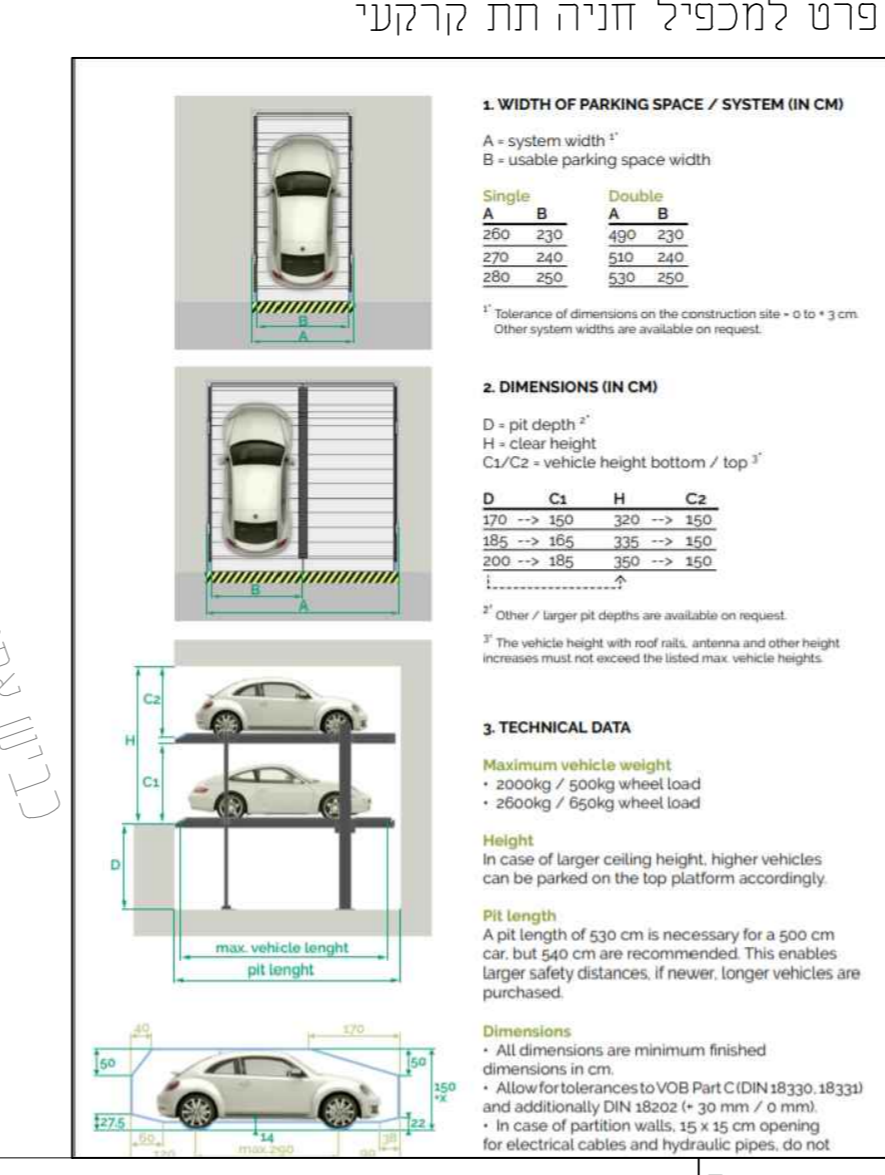 פרט למכפיל חניה תת קרקעי
1. WIDTH OF PARKING SPACE / SYSTEM (IN CM)
A = system width 1*
B = usable parking space width
Single Double
A B A B
260 230 490 230
270 240 510 240
280 250 530 250
1* Tolerance of dimensions on the construction site = 0 to + 3 cm.
Other system widths are available on request.
B
A
2. DIMENSIONS (IN CM)
D = pit depth 2*
H = clear height
C1/C2 = vehicle height bottom / top 3*
D C1 H C2
170 --> 150 320 --> 150
185 --> 165 335 --> 150
200 --> 185 350 --> 150
2* Other / larger pit depths are available on request.
3* The vehicle height with roof rails, antenna and other height
increases must not exceed the listed max. vehicle heights.
B
A
3. TECHNICAL DATA
Maximum vehicle weight
• 2000kg / 500kg wheel load
• 2600kg / 650kg wheel load
Height
In case of larger ceiling height, higher vehicles
can be parked on the top platform accordingly.
Pit length
A pit length of 530 cm is necessary for a 500 cm
car, but 540 cm are recommended. This enables
larger safety distances, if newer, longer vehicles are
purchased.
Dimensions
• All dimensions are minimum finished
dimensions in cm.
• Allow for tolerances to VOB Part C (DIN 18330, 18331)
and additionally DIN 18202 (+ 30 mm / 0 mm).
• In case of partition walls, 15 x 15 cm opening
for electrical cables and hydraulic pipes, do not
C2
H
C1
D
max. vehicle lenght
pit lenght
40 170
50 50
150
+x
27.5 22
14
60 38
120 max.290 90
כביש